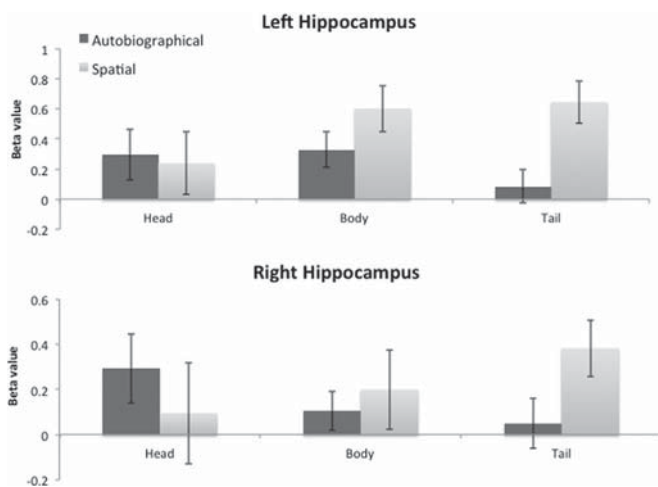 Left Hippocampus
Autobiographical
Spatial
Beta value
1
0.8
0.6
0.4
0.2
0
-0.2
Head Body Tail
Right Hippocampus
Beta value
0.6
0.4
0.2
0
-0.2
Head Body Tail